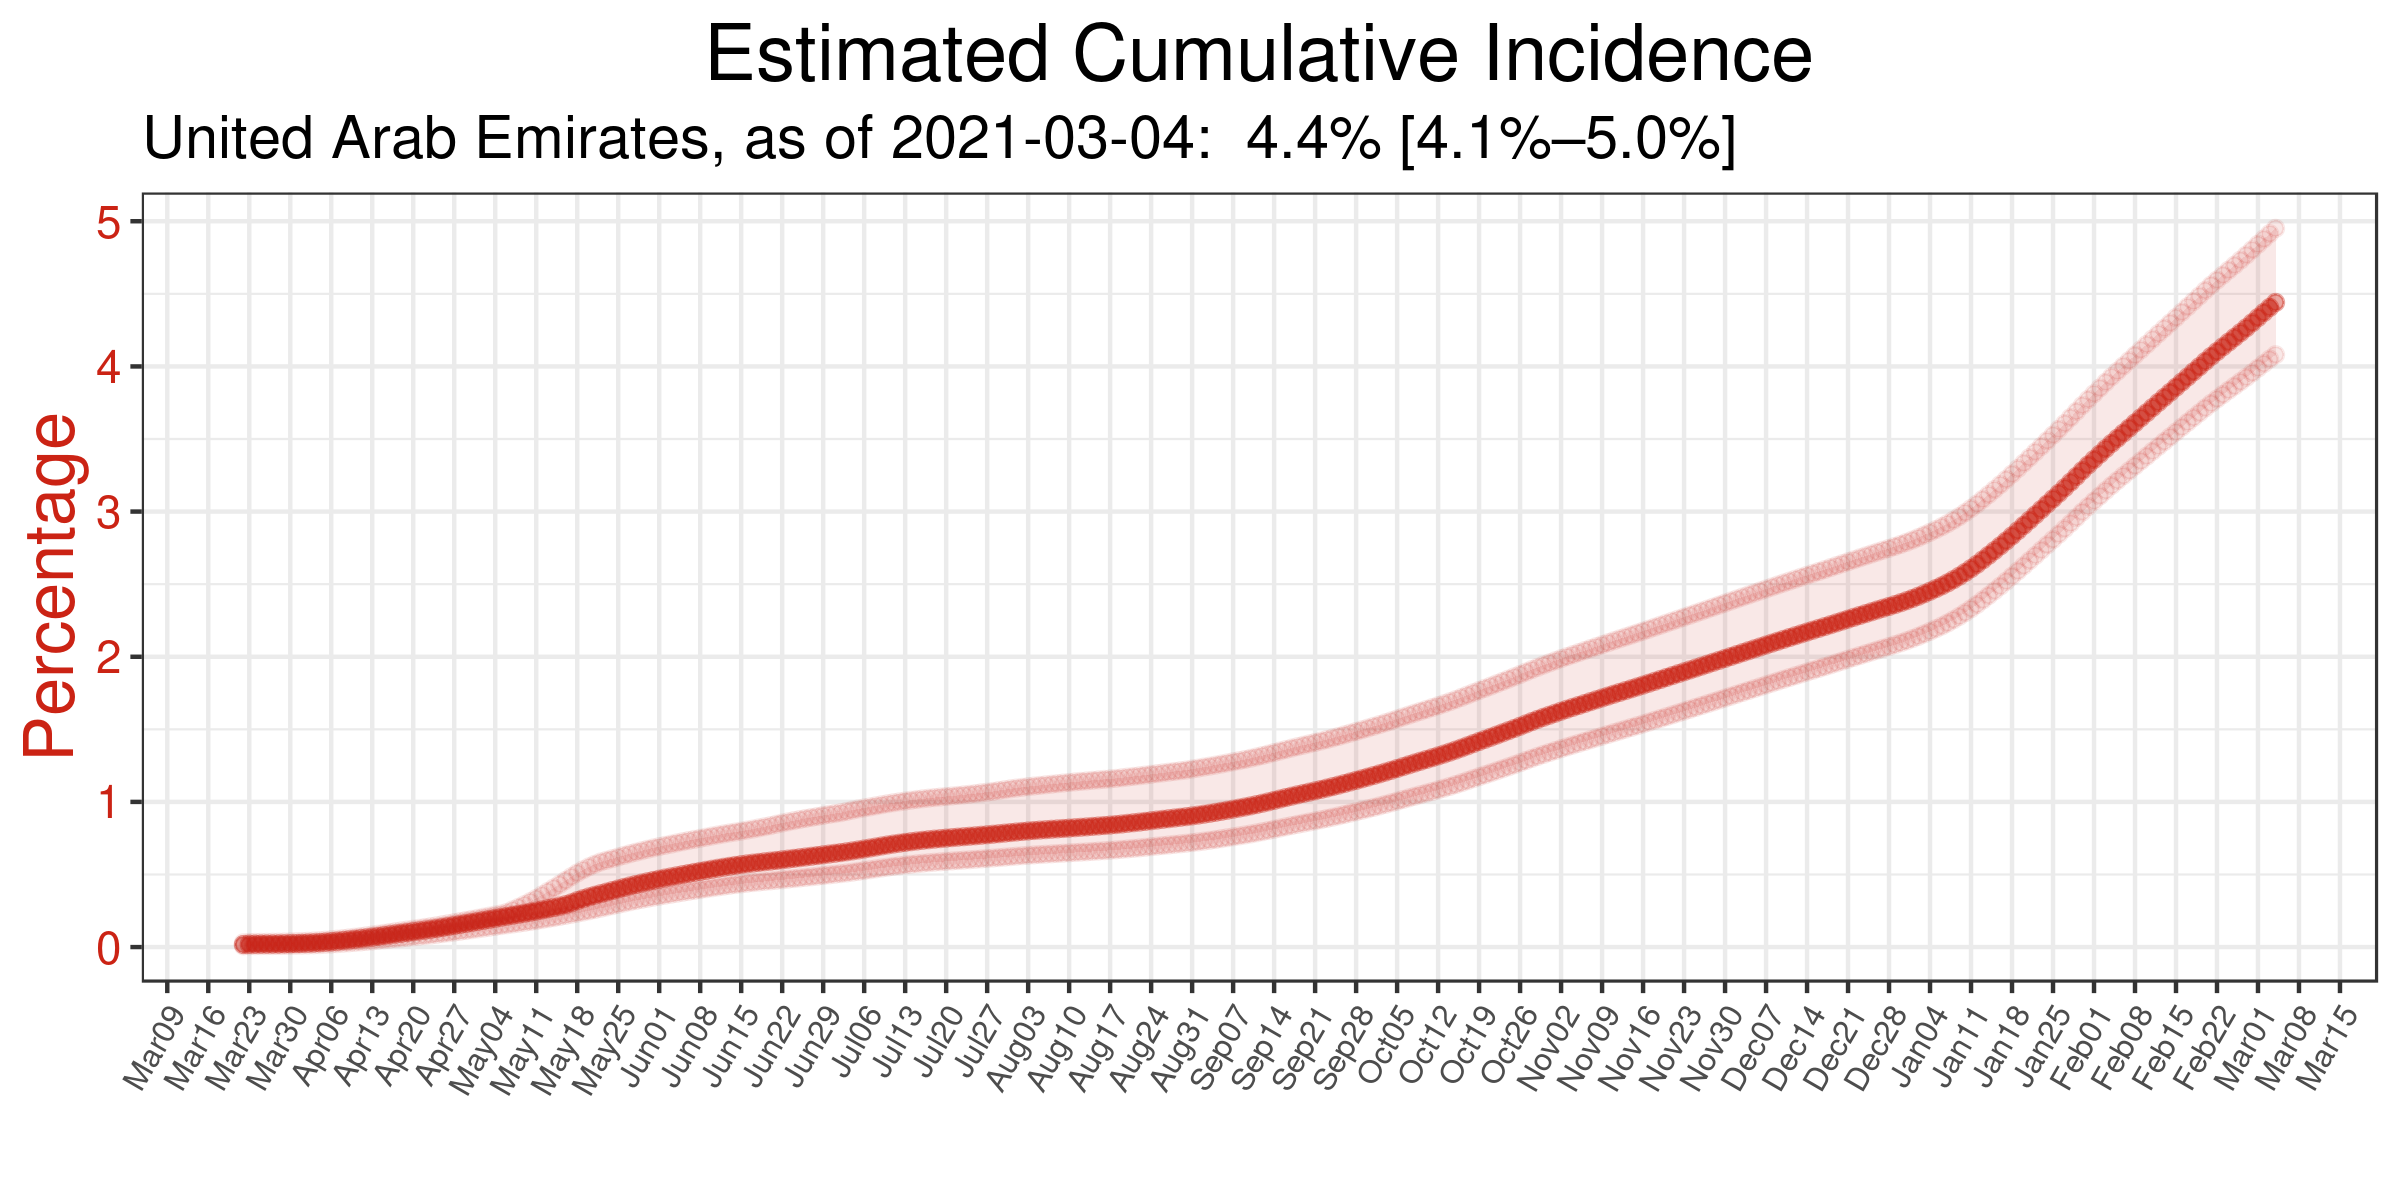 Estimated Cumulative Incidence
United Arab Emirates, as of 2021-03-04:  4.4% [4.1%–5.0%]
Percentage
5
4
3
2
1
0
Mar09 Mar16 Mar23 Mar30 Apr06 Apr13 Apr20 Apr27 May04 May11 May18 May25 Jun01 Jun08 Jun15 Jun22 Jun29 Jul06 Jul13 Jul20 Jul27 Aug03 Aug10 Aug17 Aug24 Aug31 Sep07 Sep14 Sep21 Sep28 Oct05 Oct12 Oct19 Oct26 Nov02 Nov09 Nov16 Nov23 Nov30 Dec07 Dec14 Dec21 Dec28 Jan04 Jan11 Jan18 Jan25 Feb01 Feb08 Feb15 Feb22 Mar01 Mar08 Mar15